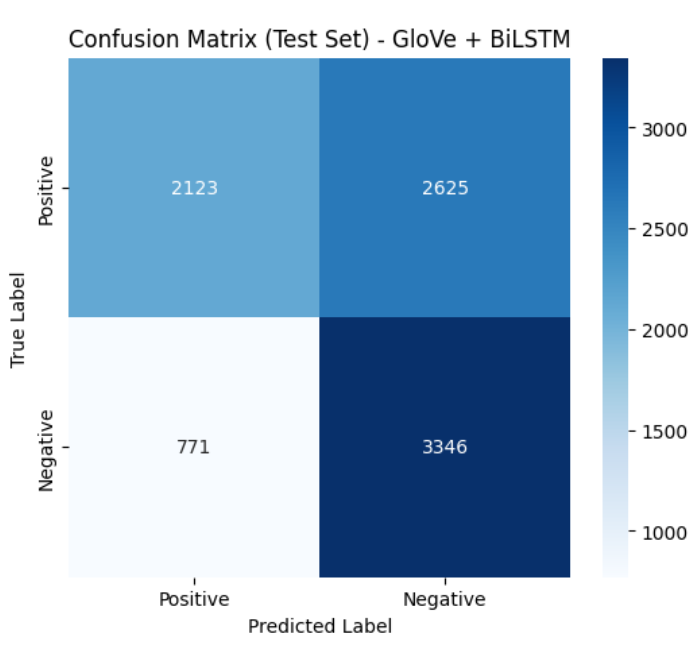 Confusion Matrix (Test Set) - GloVe + BiLSTM
True Label
Positive
2123
2625
Negative
771
3346
Positive
Negative
Predicted Label
3000
2500
2000
1500
1000